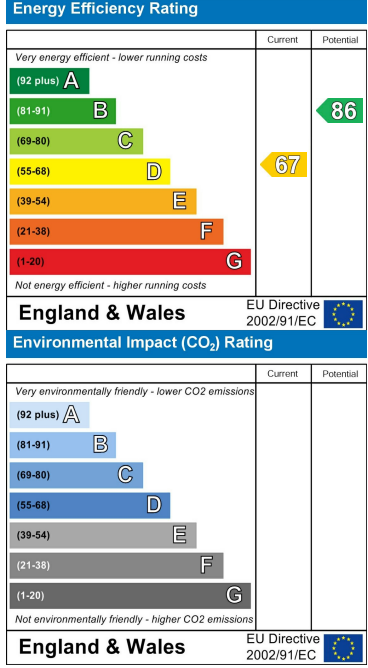 Energy Efficiency Rating
Current Potential
Very energy efficient - lower running costs
(92 plus) A
(81-91) B
(69-80) C
(55-68) D
(39-54) E
(21-38) F
(1-20) G
86
67
Not energy efficient - higher running costs
England & Wales
EU Directive
2002/91/EC
Environmental Impact (CO₂) Rating
Current Potential
Very environmentally friendly - lower CO2 emissions
(92 plus) A
(81-91) B
(69-80) C
(55-68) D
(39-54) E
(21-38) F
(1-20) G
Not environmentally friendly - higher CO2 emissions
England & Wales
EU Directive
2002/91/EC